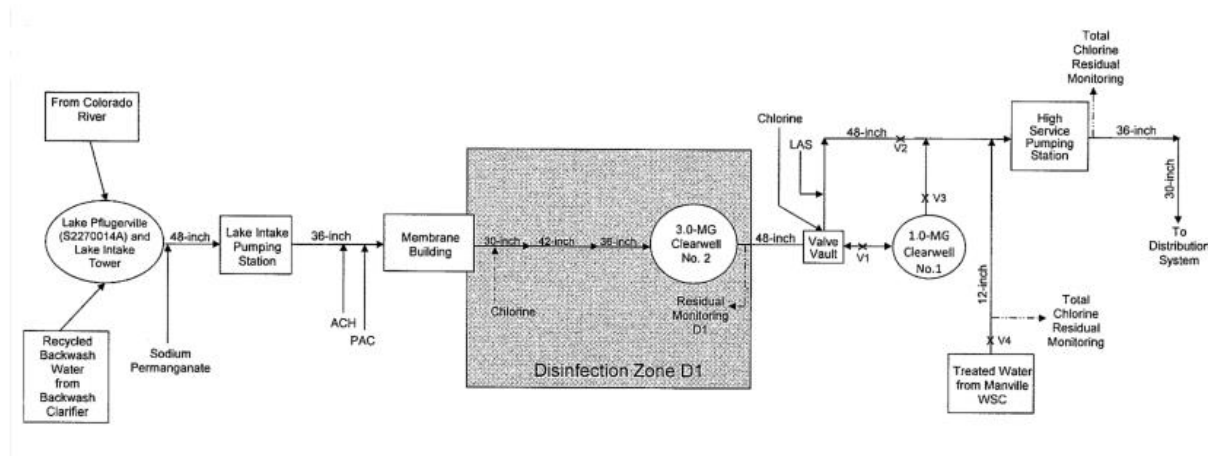 From Colorado
River
Lake Pflugerville
(S2270014A) and
Lake Intake
Tower
Recycled
Backwash
Water
from
Backwash
Clarifier
48-inch
Sodium
Permanganate
Lake Intake
Pumping
Station
36-inch
ACH
PAC
Membrane
Building
30-inch
42-inch
36-inch
Chlorine
3.0-MG
Clearwell
No. 2
Residual
Monitoring
D1
Disinfection Zone D1
48-inch
Chlorine
LAS
Valve
Vault
V1
1.0-MG
Clearwell
No.1
V3
48-inch
V2
12-inch
V4
Treated Water
from Manville
WSC
Total
Chlorine
Residual
Monitoring
High
Service
Pumping
Station
Total
Chlorine
Residual
Monitoring
36-inch
30-inch
To
Distribution
System